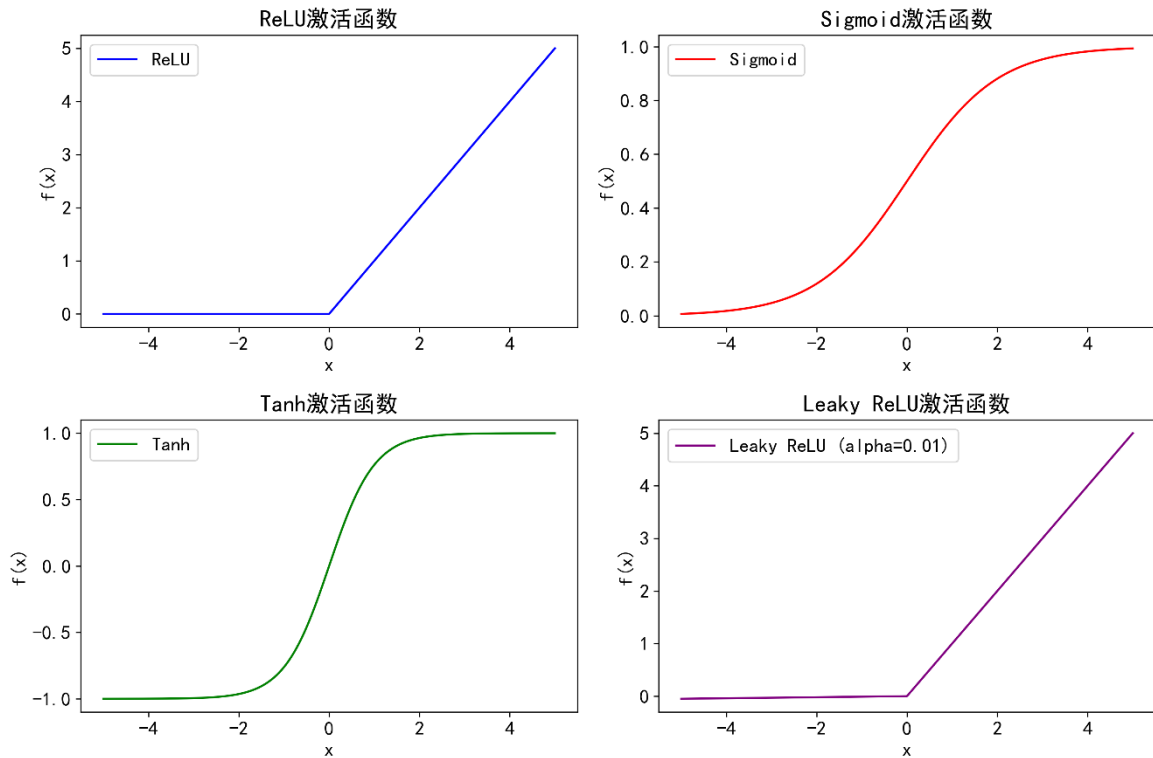 ReLU激活函数
ReLU
5
4
3
2
1
0
f(x)
−4 −2 0 2 4
x
Sigmoid激活函数
Sigmoid
1.0
0.8
0.6
0.4
0.2
0.0
f(x)
−4 −2 0 2 4
x
Tanh激活函数
Tanh
1.0
0.5
0.0
−0.5
−1.0
f(x)
−4 −2 0 2 4
x
Leaky ReLU激活函数
Leaky ReLU (alpha=0.01)
5
4
3
2
1
0
f(x)
−4 −2 0 2 4
x